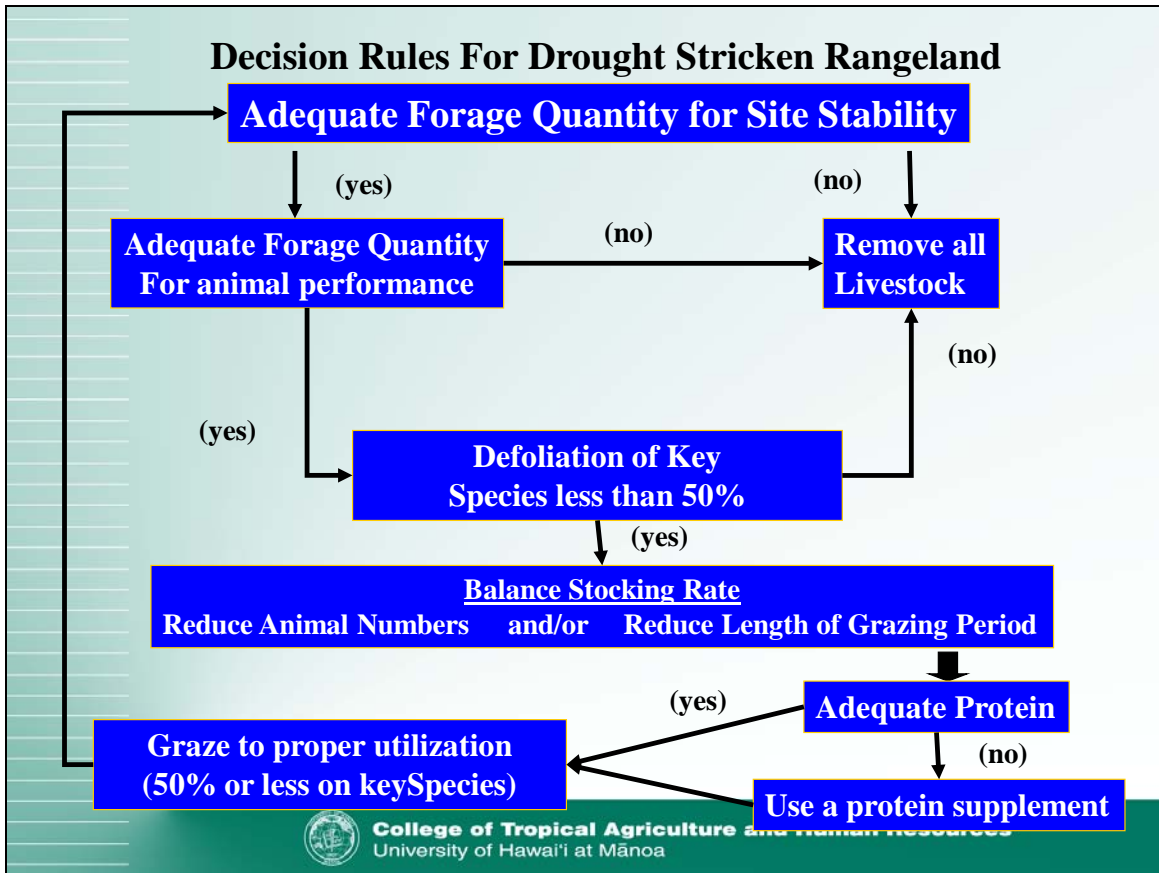 Decision Rules For Drought Stricken Rangeland
Adequate Forage Quantity for Site Stability
(yes)
(no)
Adequate Forage Quantity
For animal performance
(no)
Remove all
Livestock
(no)
(yes)
Defoliation of Key
Species less than 50%
(yes)
Balance Stocking Rate
Reduce Animal Numbers and/or Reduce Length of Grazing Period
(yes)
Adequate Protein
Graze to proper utilization
(50% or less on keySpecies)
(no)
Use a protein supplement
College of Tropical Agriculture and Human Resources
University of Hawai‘i at Mānoa